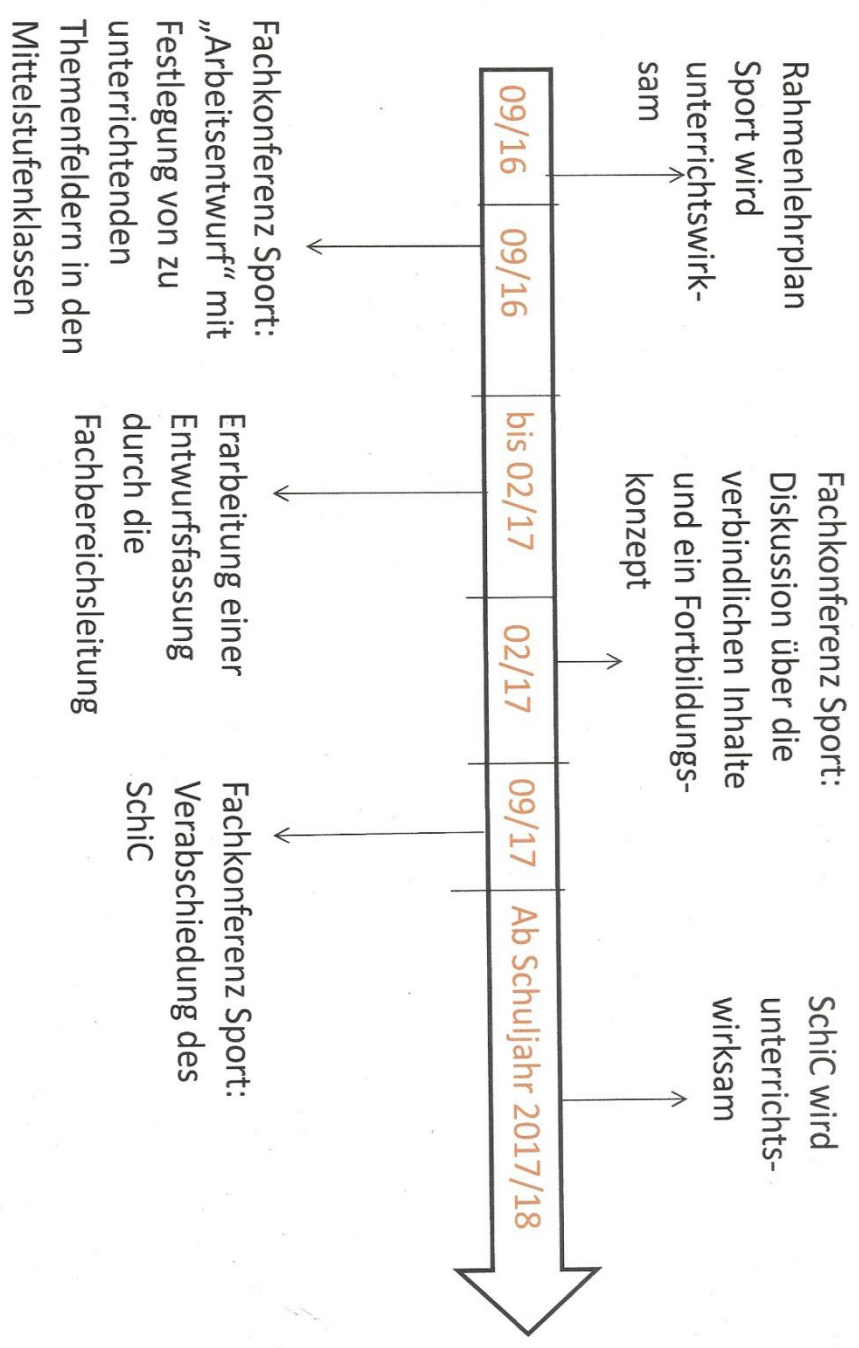 Rahmenlehrplan
Sport wird
unterrichtswirk-
sam
Fachkonferenz Sport:
Diskussion über die
verbindlichen Inhalte
und ein Fortbildungs-
konzept
SchiC wird
unterrichts-
wirksam
09/16
09/16
bis 02/17
02/17
09/17
Ab Schuljahr 2017/18
Fachkonferenz Sport:
„Arbeitsentwurf“ mit
Festlegung von zu
unterrichtenden
Themenfeldern in den
Mittelstufenklassen
Erarbeitung einer
Entwurfsfassung
durch die
Fachbereichsleitung
Fachkonferenz Sport:
Verabschiedung des
SchiC